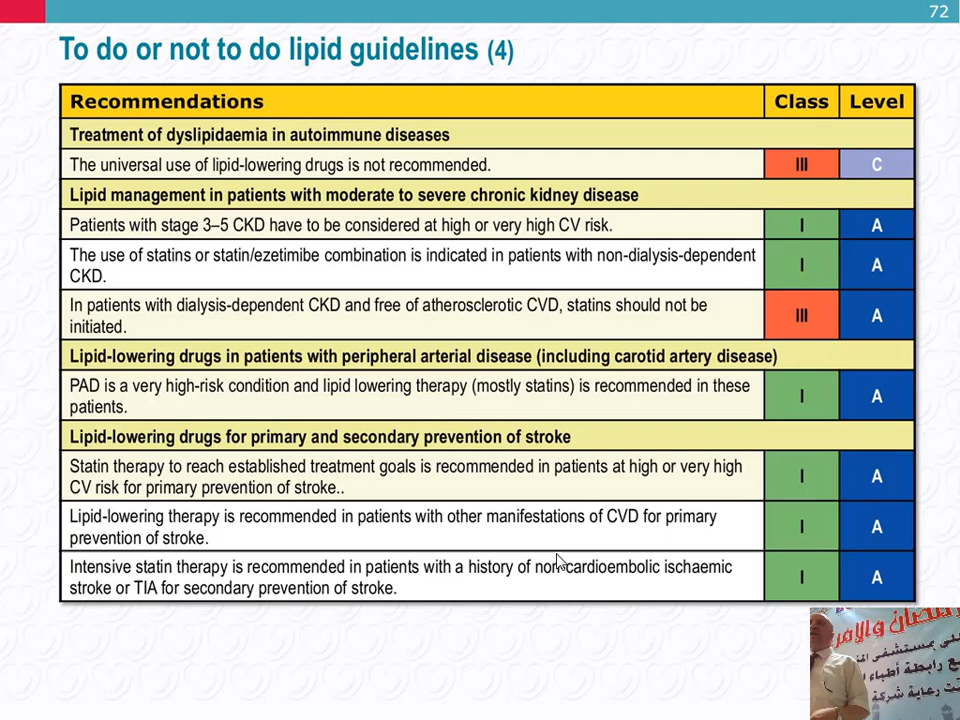 72
To do or not to do lipid guidelines (4)
Recommendations Class Level
Treatment of dyslipidaemia in autoimmune diseases
The universal use of lipid-lowering drugs is not recommended. III C
Lipid management in patients with moderate to severe chronic kidney disease
Patients with stage 3–5 CKD have to be considered at high or very high CV risk. I A
The use of statins or statin/ezetimibe combination is indicated in patients with non-dialysis-dependent
CKD. I A
In patients with dialysis-dependent CKD and free of atherosclerotic CVD, statins should not be
initiated. III A
Lipid-lowering drugs in patients with peripheral arterial disease (including carotid artery disease)
PAD is a very high-risk condition and lipid lowering therapy (mostly statins) is recommended in these
patients. I A
Lipid-lowering drugs for primary and secondary prevention of stroke
Statin therapy to reach established treatment goals is recommended in patients at high or very high
CV risk for primary prevention of stroke.. I A
Lipid-lowering therapy is recommended in patients with other manifestations of CVD for primary
prevention of stroke. I A
Intensive statin therapy is recommended in patients with a history of non-cardioembolic ischaemic
stroke or TIA for secondary prevention of stroke. I A
بمستشفى
رابطة أطباء
رعاية شركة